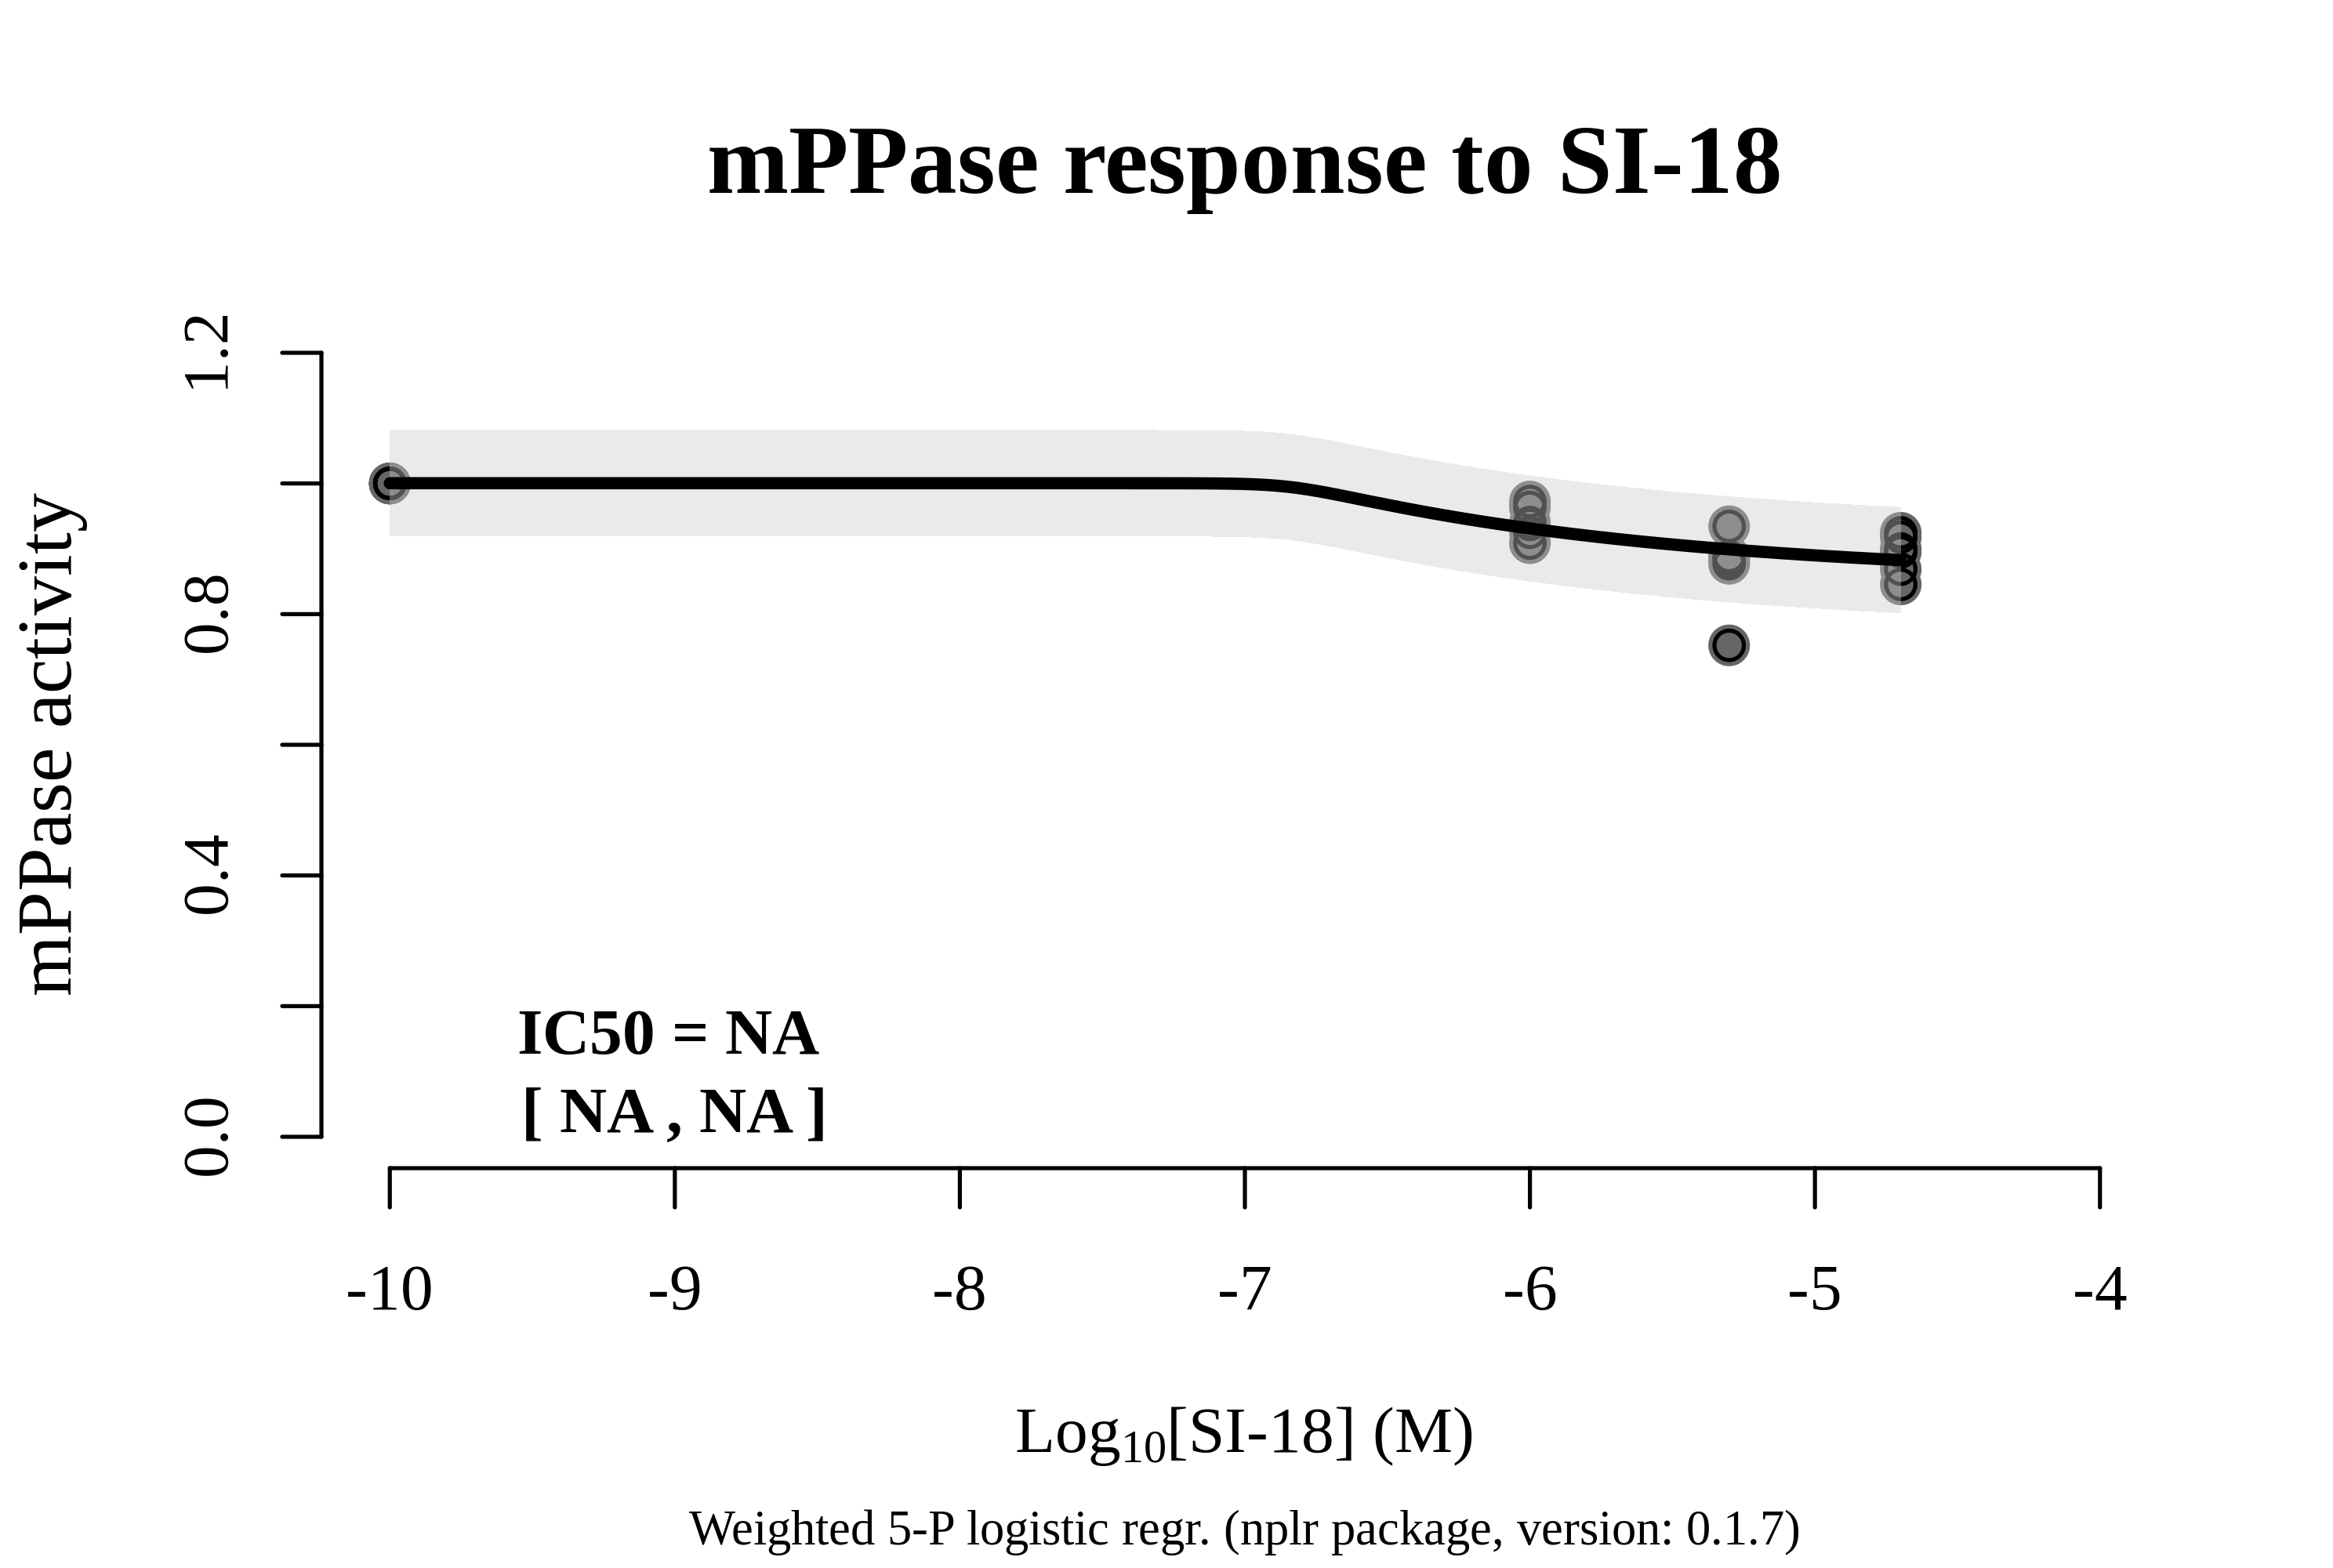 mPPase response to SI-18
mPPase activity
1.2
0.8
0.4
0.0
IC50 = NA
[ NA , NA ]
-10 -9 -8 -7 -6 -5 -4
Log10[SI-18] (M)
Weighted 5-P logistic regr. (nplr package, version: 0.1.7)